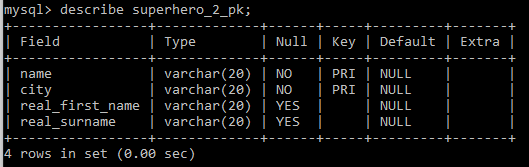 mysql> describe superhero_2_pk;
+-----------------+-------------+------+-----+---------+-------+
| Field           | Type        | Null | Key | Default | Extra |
+-----------------+-------------+------+-----+---------+-------+
| name            | varchar(20) | NO   | PRI | NULL    |       |
| city            | varchar(20) | NO   | PRI | NULL    |       |
| real_first_name | varchar(20) | YES  |     | NULL    |       |
| real_surname    | varchar(20) | YES  |     | NULL    |       |
+-----------------+-------------+------+-----+---------+-------+
4 rows in set (0.00 sec)